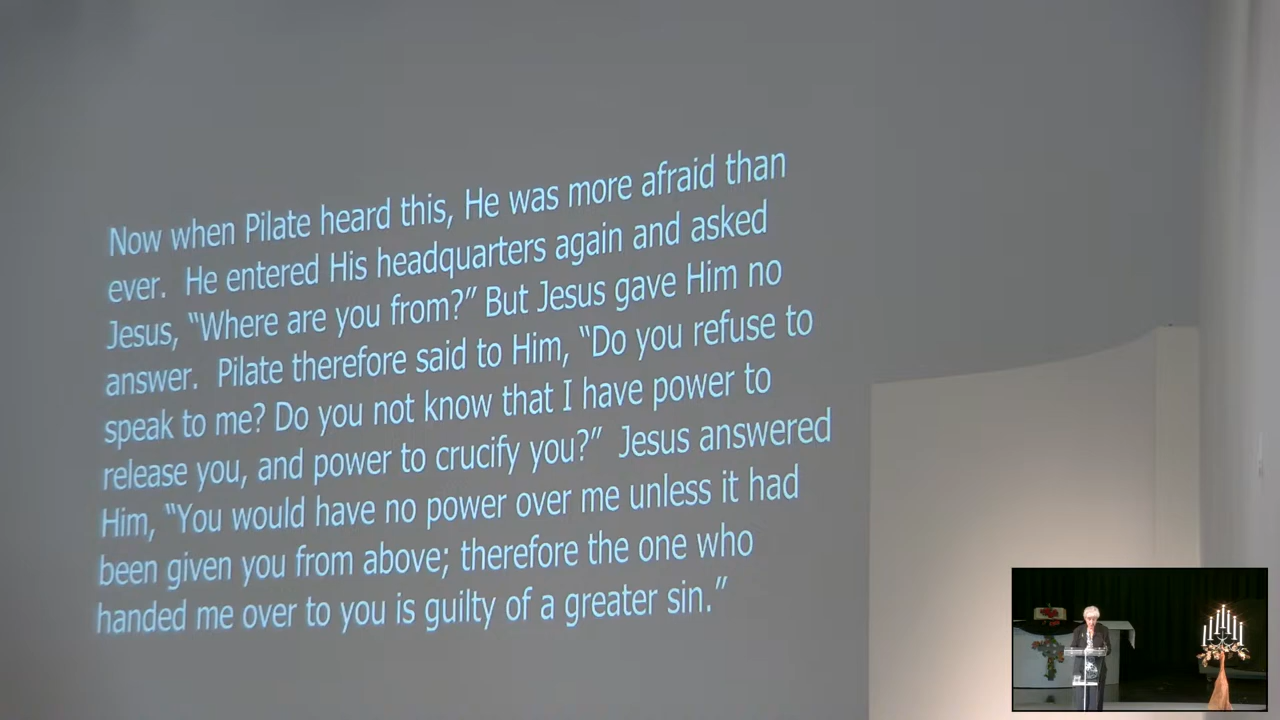 Now when Pilate heard this, He was more afraid than
ever. He entered His headquarters again and asked
Jesus, “Where are you from?” But Jesus gave Him no
answer. Pilate therefore said to Him, “Do you refuse to
speak to me? Do you not know that I have power to
release you, and power to crucify you?” Jesus answered
Him, “You would have no power over me unless it had
been given you from above; therefore the one who
handed me over to you is guilty of a greater sin.”